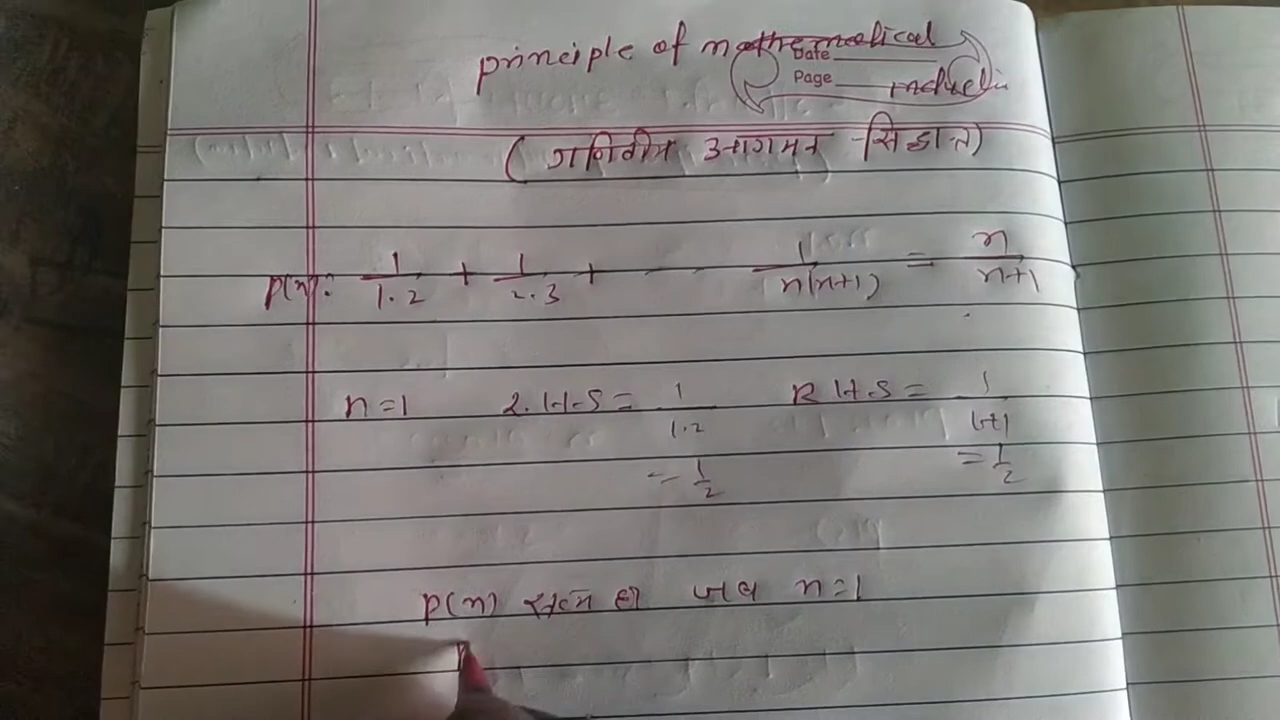 principle of mathematical
Date
Page inducti
(गणितीय आगमन सिद्धान्त)
p(n): 1/1.2 + 1/2.3 + - - - 1/n(n+1) = n/n+1
n=1 L.H.S = 1/1.2 R.H.S = 1/1+1
= 1/2 = 1/2
p(n) सत्य है जब n=1